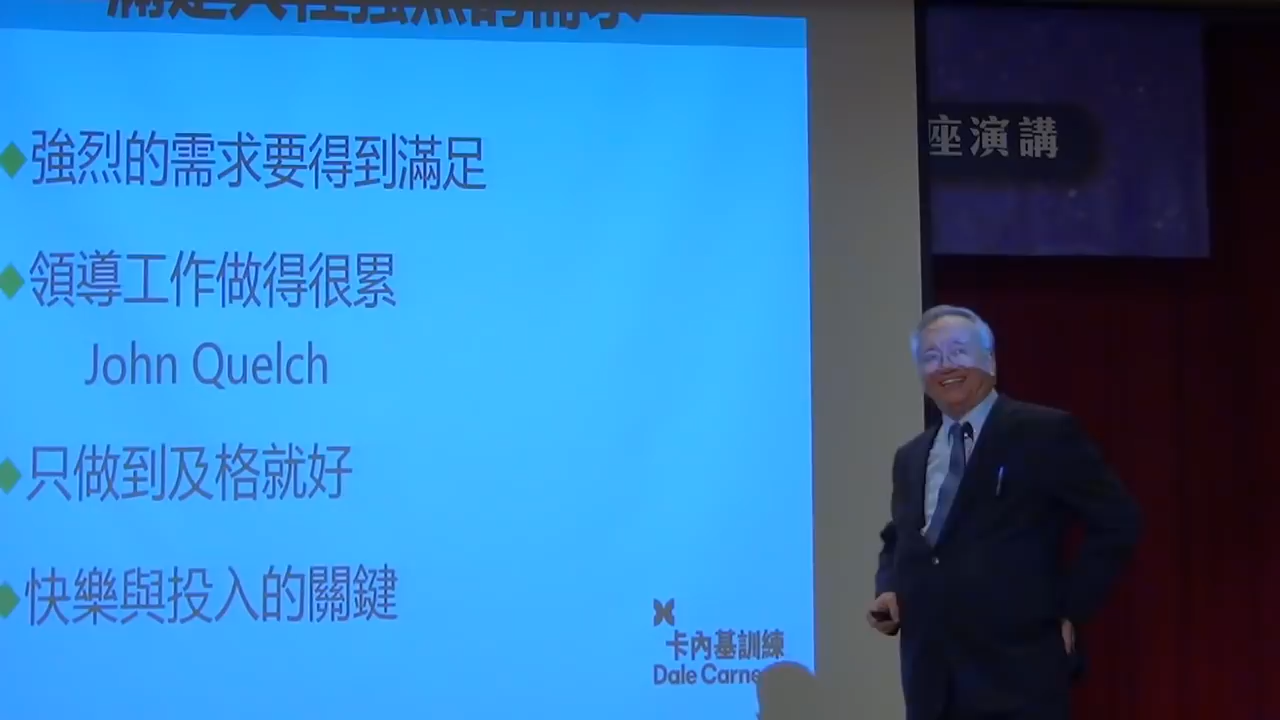 強烈的需求要得到滿足
領導工作做得很累
John Quelch
只做到及格就好
快樂與投入的關鍵
卡內基訓練
Dale Carne
座演講